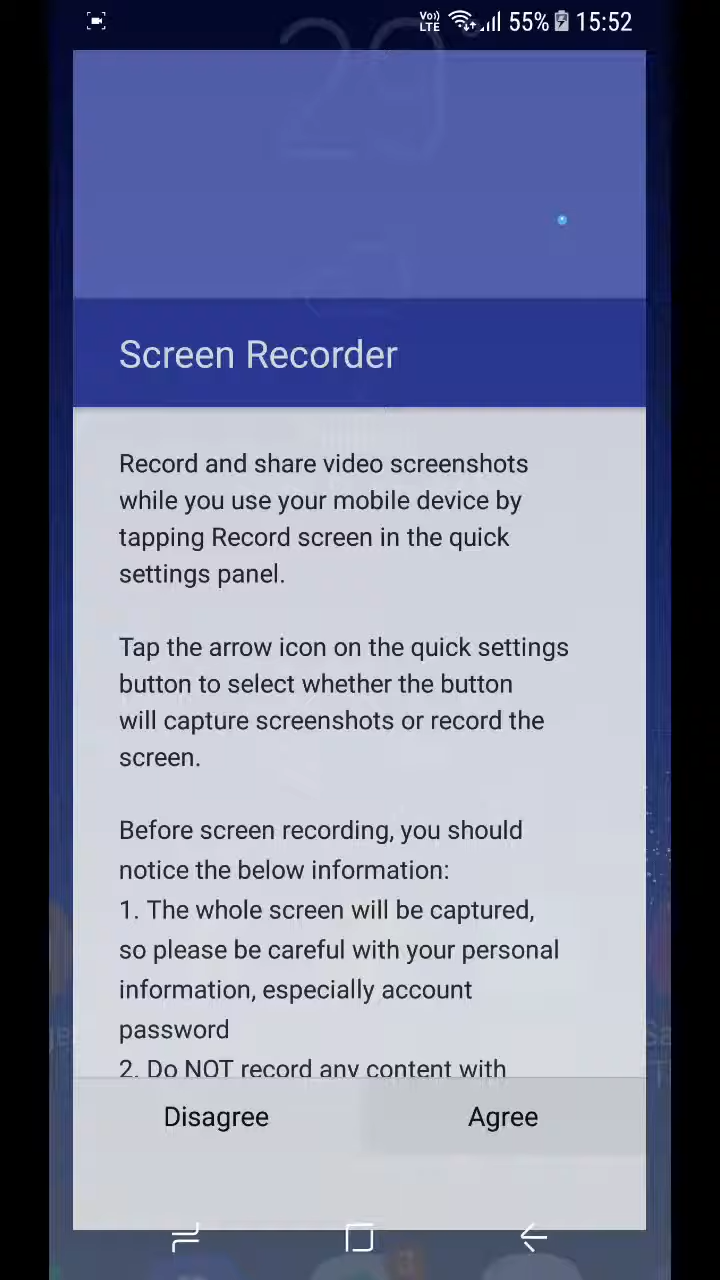 Vo))
LTE
55%
15:52
29°
Screen Recorder
Record and share video screenshots
while you use your mobile device by
tapping Record screen in the quick
settings panel.
Tap the arrow icon on the quick settings
button to select whether the button
will capture screenshots or record the
screen.
Before screen recording, you should
notice the below information:
1. The whole screen will be captured,
so please be careful with your personal
information, especially account
password
2. Do NOT record any content with
Disagree
Agree